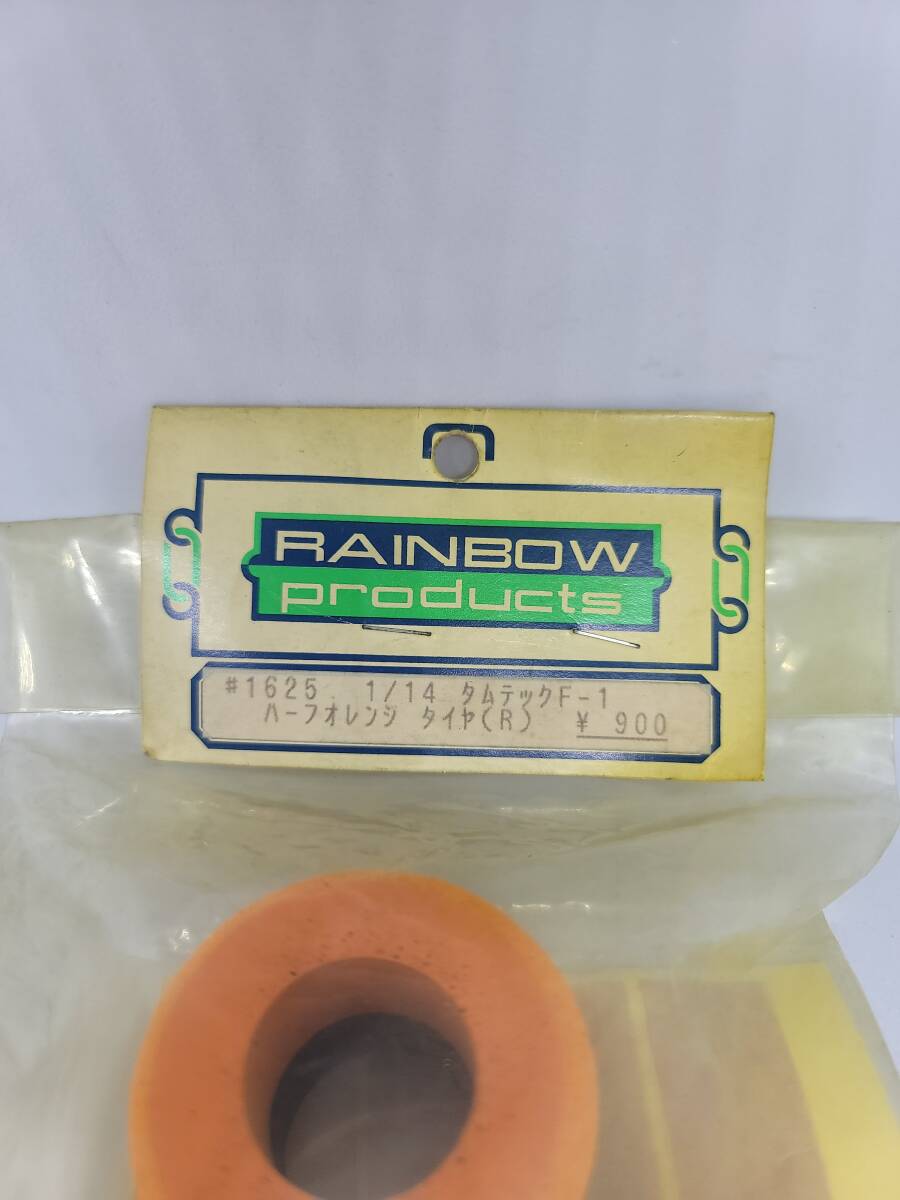 RAINBOW
products
#1625 1/14 タムテックF-1
ハーフオレンジ タイヤ(R) ¥ 900